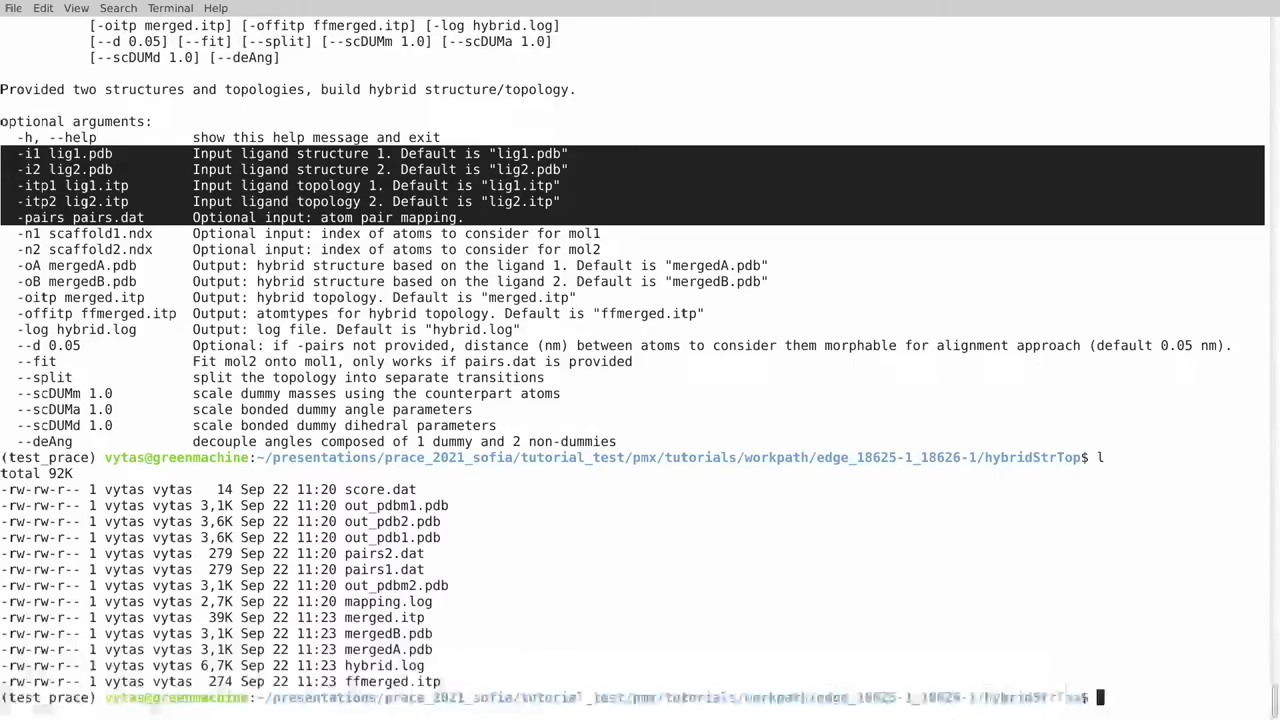 File Edit View Search Terminal Help
[-oitp merged.itp] [-offitp ffmerged.itp] [-log hybrid.log]
[--d 0.05] [--fit] [--split] [--scDUMm 1.0] [--scDUMa 1.0]
[--scDUMd 1.0] [--deAng]
Provided two structures and topologies, build hybrid structure/topology.
optional arguments:
-h, --help show this help message and exit
-i1 lig1.pdb Input ligand structure 1. Default is "lig1.pdb"
-i2 lig2.pdb Input ligand structure 2. Default is "lig2.pdb"
-itp1 lig1.itp Input ligand topology 1. Default is "lig1.itp"
-itp2 lig2.itp Input ligand topology 2. Default is "lig2.itp"
-pairs pairs.dat Optional input: atom pair mapping.
-n1 scaffold1.ndx Optional input: index of atoms to consider for mol1
-n2 scaffold2.ndx Optional input: index of atoms to consider for mol2
-oA mergedA.pdb Output: hybrid structure based on the ligand 1. Default is "mergedA.pdb"
-oB mergedB.pdb Output: hybrid structure based on the ligand 2. Default is "mergedB.pdb"
-oitp merged.itp Output: hybrid topology. Default is "merged.itp"
-offitp ffmerged.itp Output: atomtypes for hybrid topology. Default is "ffmerged.itp"
-log hybrid.log Output: log file. Default is "hybrid.log"
--d 0.05 Optional: if -pairs not provided, distance (nm) between atoms to consider them morphable for alignment approach (default 0.05 nm).
--fit Fit mol2 onto mol1, only works if pairs.dat is provided
--split split the topology into separate transitions
--scDUMm 1.0 scale dummy masses using the counterpart atoms
--scDUMa 1.0 scale bonded dummy angle parameters
--scDUMd 1.0 scale bonded dummy dihedral parameters
--deAng decouple angles composed of 1 dummy and 2 non-dummies
(test_prace) vytas@greenmachine:~/presentations/prace_2021_sofia/tutorial_test/pmx/tutorials/workpath/edge_18625-1_18626-1/hybridStrTop$ l
total 92K
-rw-rw-r-- 1 vytas vytas 14 Sep 22 11:20 score.dat
-rw-rw-r-- 1 vytas vytas 3,1K Sep 22 11:20 out_pdbm1.pdb
-rw-rw-r-- 1 vytas vytas 3,6K Sep 22 11:20 out_pdb2.pdb
-rw-rw-r-- 1 vytas vytas 3,6K Sep 22 11:20 out_pdb1.pdb
-rw-rw-r-- 1 vytas vytas 279 Sep 22 11:20 pairs2.dat
-rw-rw-r-- 1 vytas vytas 279 Sep 22 11:20 pairs1.dat
-rw-rw-r-- 1 vytas vytas 3,1K Sep 22 11:20 out_pdbm2.pdb
-rw-rw-r-- 1 vytas vytas 2,7K Sep 22 11:20 mapping.log
-rw-rw-r-- 1 vytas vytas 39K Sep 22 11:23 merged.itp
-rw-rw-r-- 1 vytas vytas 3,1K Sep 22 11:23 mergedB.pdb
-rw-rw-r-- 1 vytas vytas 3,1K Sep 22 11:23 mergedA.pdb
-rw-rw-r-- 1 vytas vytas 6,7K Sep 22 11:23 hybrid.log
-rw-rw-r-- 1 vytas vytas 274 Sep 22 11:23 ffmerged.itp
(test_prace) vytas@greenmachine:~/presentations/prace_2021_sofia/tutorial_test/pmx/tutorials/workpath/edge_18625-1_18626-1/hybridStrTop$